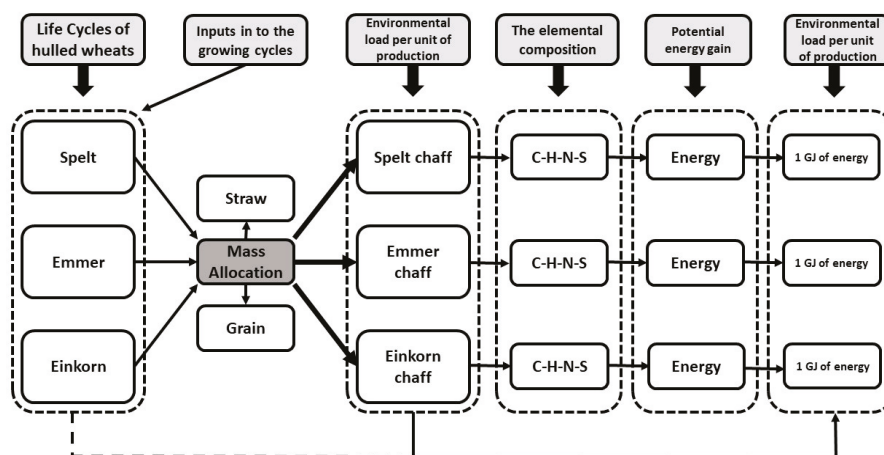 Life Cycles of
hulled wheats
Inputs in to the
growing cycles
Environmental
load per unit of
production
The elemental
composition
Potential
energy gain
Environmental
load per unit
of production
Spelt
Emmer
Einkorn
Straw
Mass
Allocation
Grain
Spelt chaff
Emmer
chaff
Einkorn
chaff
C-H-N-S
C-H-N-S
C-H-N-S
Energy
Energy
Energy
1 GJ of energy
1 GJ of energy
1 GJ of energy